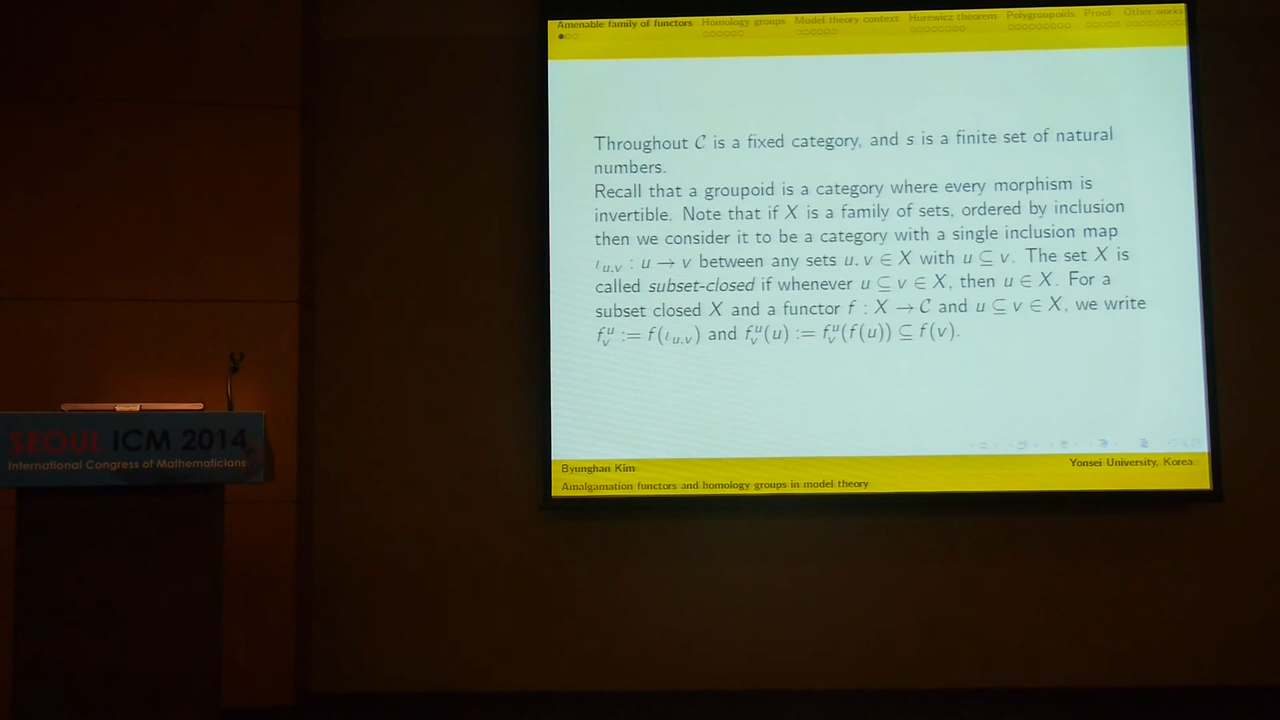 Amenable family of functors Homology groups Model theory context Hurewicz theorem Polygroupoids Proof Other works
Throughout 𝒞 is a fixed category, and s is a finite set of natural
numbers.
Recall that a groupoid is a category where every morphism is
invertible. Note that if X is a family of sets, ordered by inclusion
then we consider it to be a category with a single inclusion map
ι_{u,v} : u → v between any sets u, v ∈ X with u ⊆ v. The set X is
called subset-closed if whenever u ⊆ v ∈ X, then u ∈ X. For a
subset closed X and a functor f : X → 𝒞 and u ⊆ v ∈ X, we write
f^u_v := f(ι_{u,v}) and f^u_v(u) := f^u_v(f(u)) ⊆ f(v).
Byunghan Kim Yonsei University, Korea
Amalgamation functors and homology groups in model theory
SEOUL ICM 2014
International Congress of Mathematicians